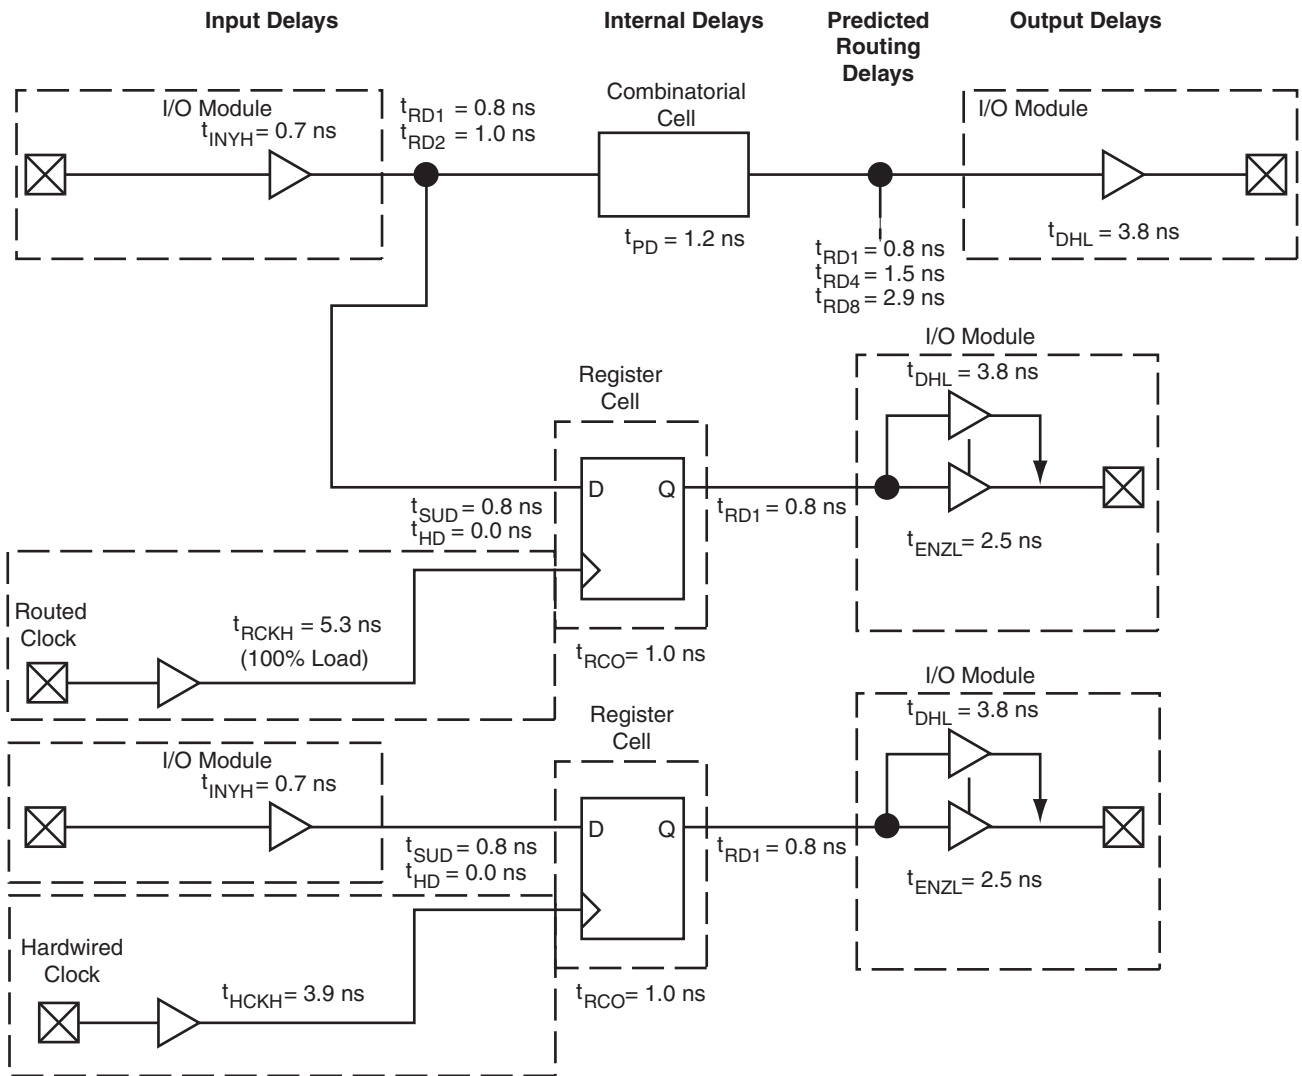 Input Delays
Internal Delays
Predicted
Routing
Delays
Output Delays
I/O Module
tINYH= 0.7 ns
tRD1 = 0.8 ns
tRD2 = 1.0 ns
Combinatorial
Cell
tPD = 1.2 ns
I/O Module
tDHL = 3.8 ns
tRD1= 0.8 ns
tRD4= 1.5 ns
tRD8= 2.9 ns
I/O Module
tDHL = 3.8 ns
Register
Cell
D
Q
tSUD= 0.8 ns
tHD = 0.0 ns
tRD1= 0.8 ns
tENZL= 2.5 ns
Routed
Clock
tRCKH = 5.3 ns
(100% Load)
tRCO= 1.0 ns
I/O Module
tDHL = 3.8 ns
Register
Cell
I/O Module
tINYH= 0.7 ns
D
Q
tSUD= 0.8 ns
tHD = 0.0 ns
tRD1= 0.8 ns
tENZL= 2.5 ns
Hardwired
Clock
tHCKH= 3.9 ns
tRCO= 1.0 ns